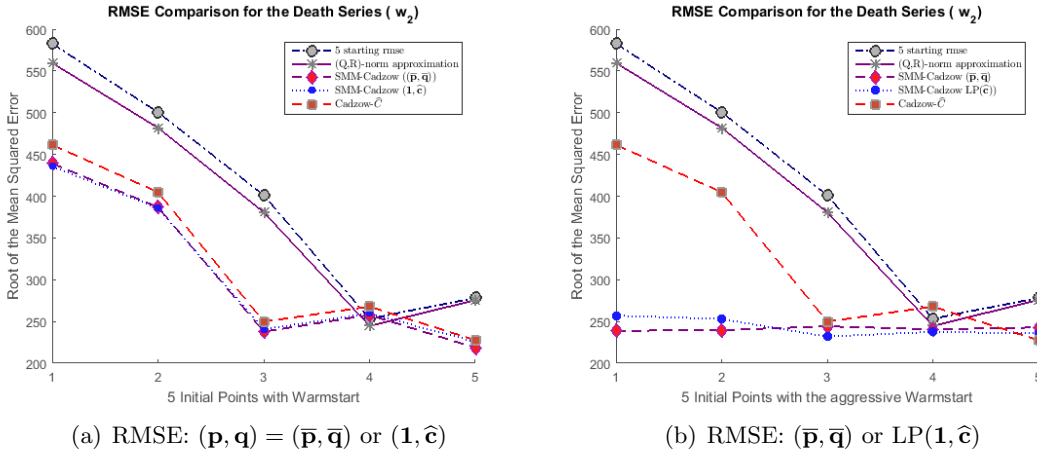 RMSE Comparison for the Death Series ( w₂)
600
550
500
450
400
350
300
250
200
Root of the Mean Squared Error
5 starting rmse
(Q,R)-norm approximation
SMM-Cadzow ((p̅, q̅))
SMM-Cadzow (1, ĉ)
Cadzow-Ĉ
1 2 3 4 5
5 Initial Points with Warmstart
(a) RMSE: (p, q) = (p̅, q̅) or (1, ĉ)
RMSE Comparison for the Death Series ( w₂)
600
550
500
450
400
350
300
250
200
Root of the Mean Squared Error
5 starting rmse
(Q,R)-norm approximation
SMM-Cadzow (p̅, q̅)
SMM-Cadzow LP(ĉ))
Cadzow-Ĉ
1 2 3 4 5
5 Initial Points with the aggressive Warmstart
(b) RMSE: (p̅, q̅) or LP(1, ĉ)